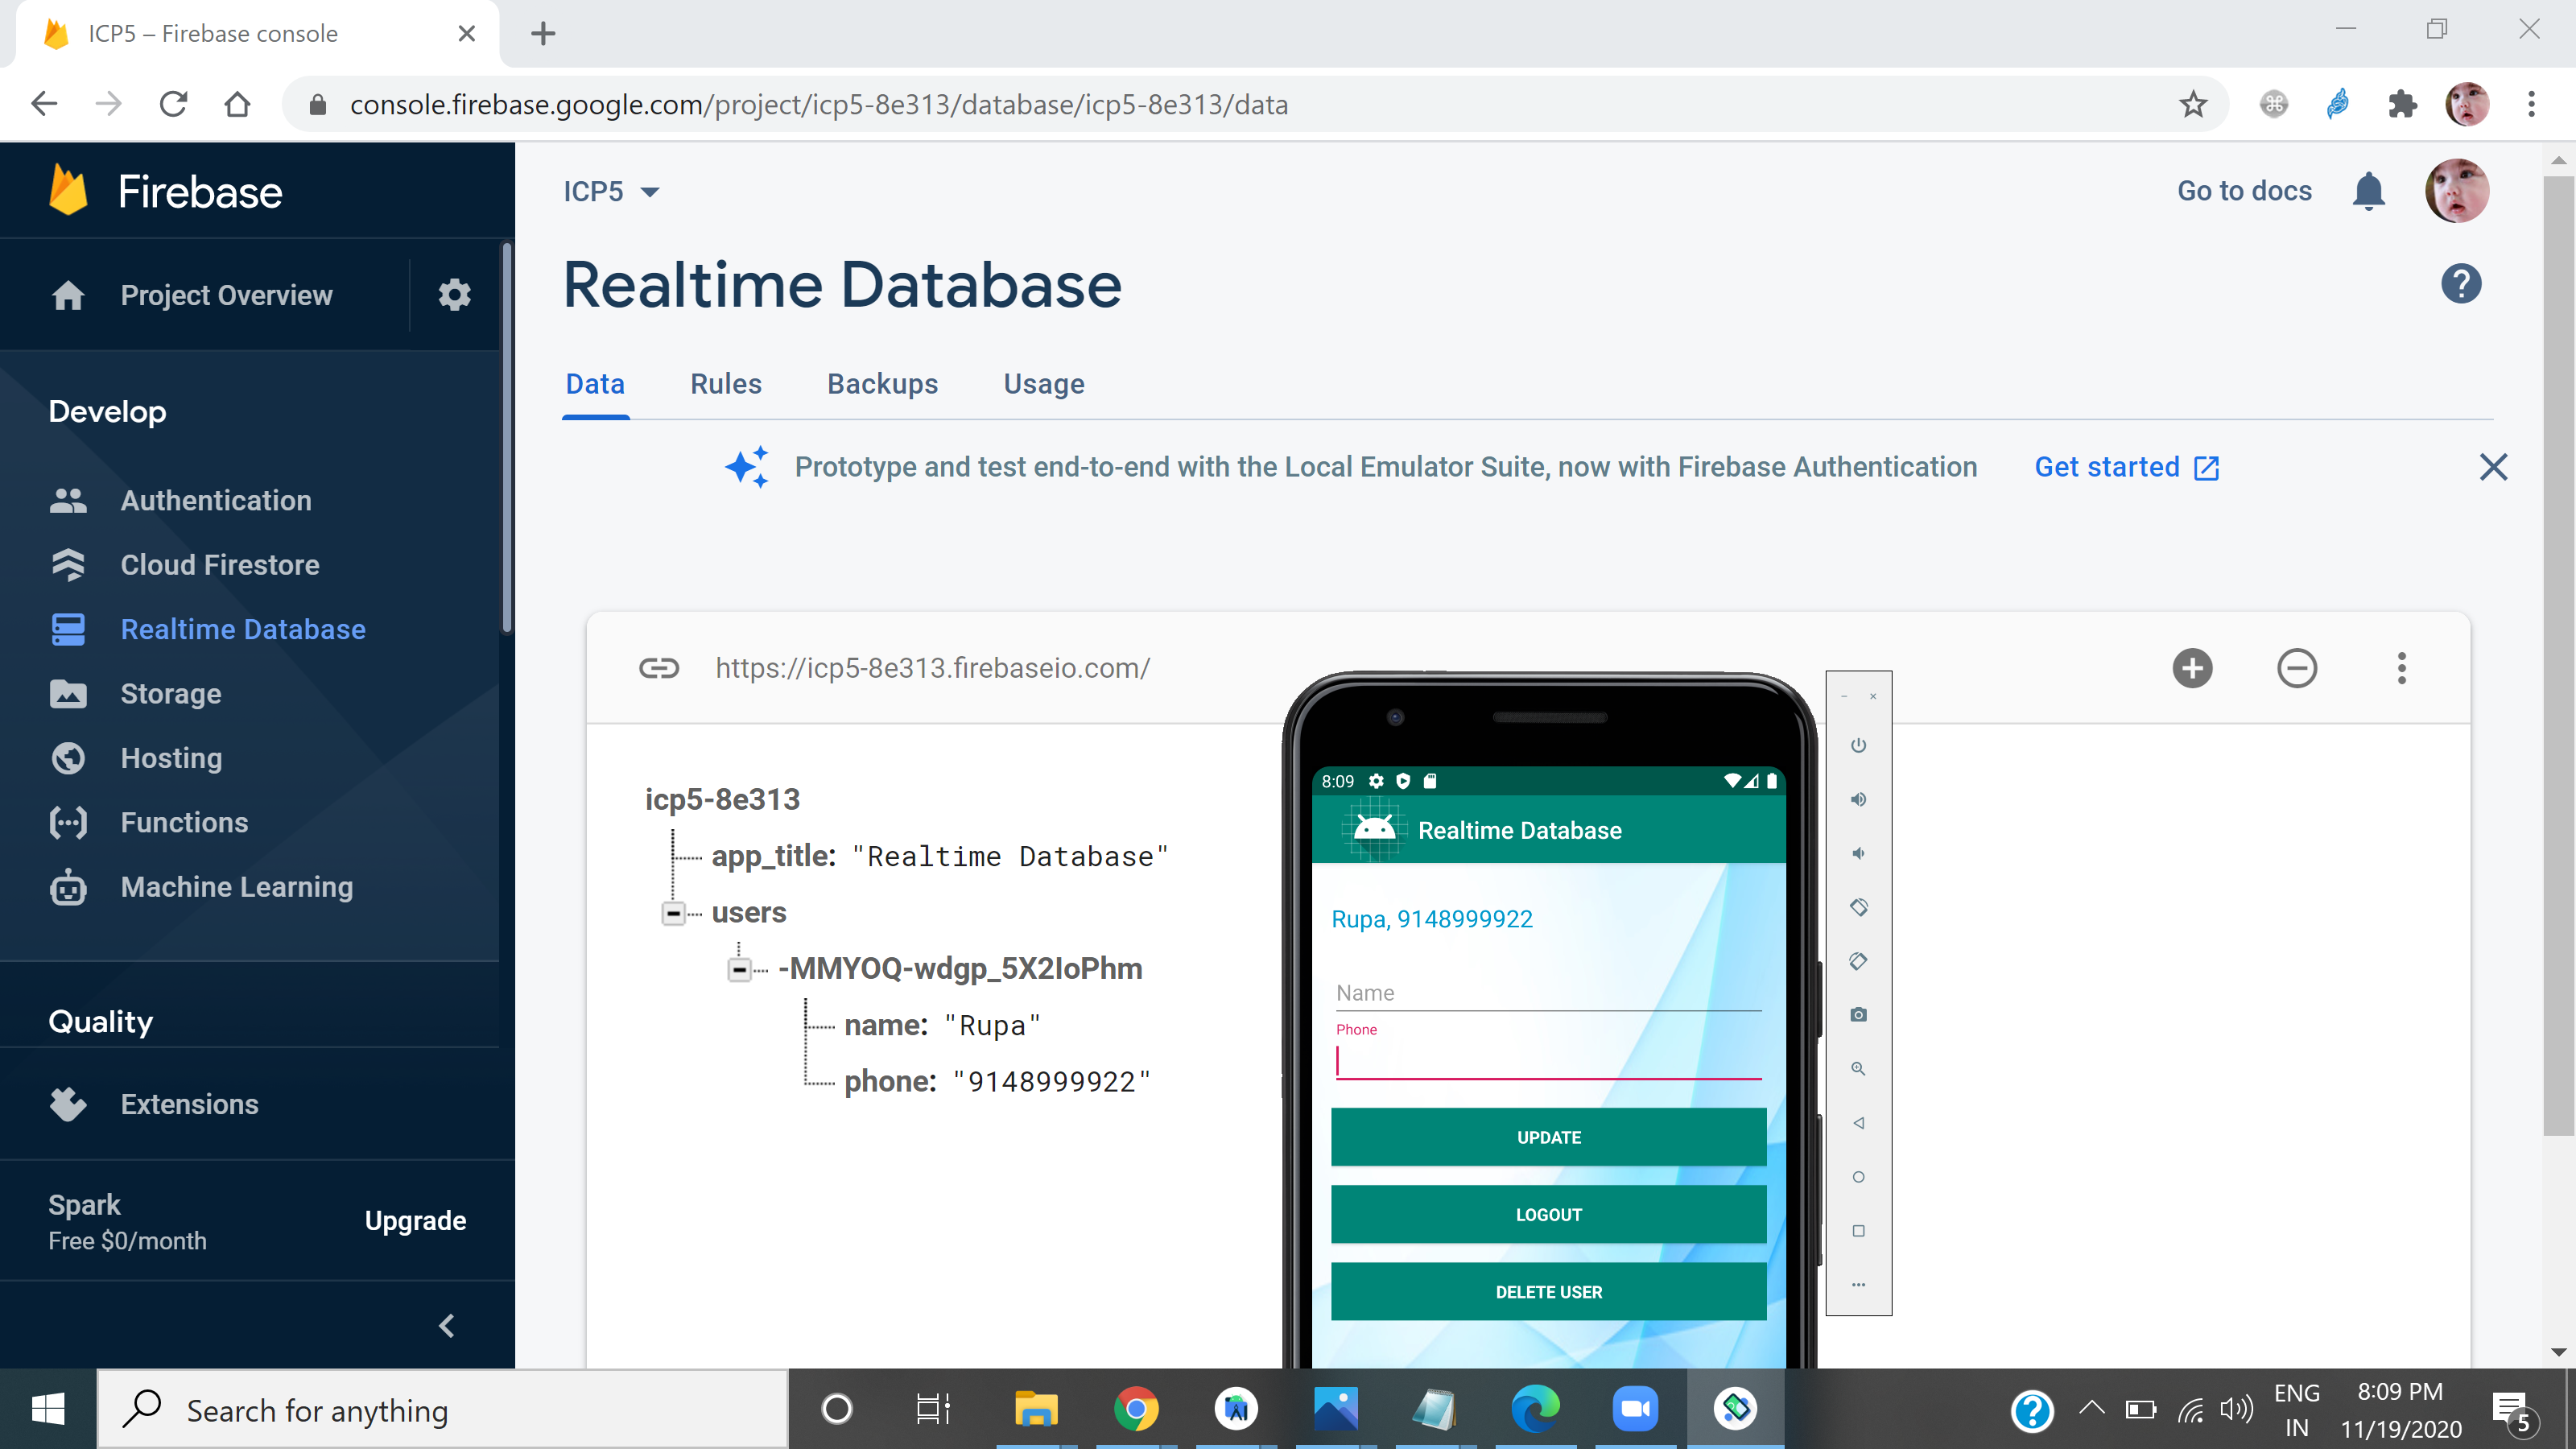 ICP5 – Firebase console
console.firebase.google.com/project/icp5-8e313/database/icp5-8e313/data
Firebase
ICP5
Go to docs
Project Overview
Realtime Database
Data Rules Backups Usage
Develop
Prototype and test end-to-end with the Local Emulator Suite, now with Firebase Authentication Get started
Authentication
Cloud Firestore
Realtime Database
Storage
Hosting
Functions
Machine Learning
Quality
Extensions
Spark
Free $0/month
Upgrade
https://icp5-8e313.firebaseio.com/
icp5-8e313
app_title: "Realtime Database"
users
-MMYOQ-wdgp_5X2IoPhm
name: "Rupa"
phone: "9148999922"
8:09
Realtime Database
Rupa, 9148999922
Name
Phone
UPDATE
LOGOUT
DELETE USER
Search for anything
ENG
IN
8:09 PM
11/19/2020
5